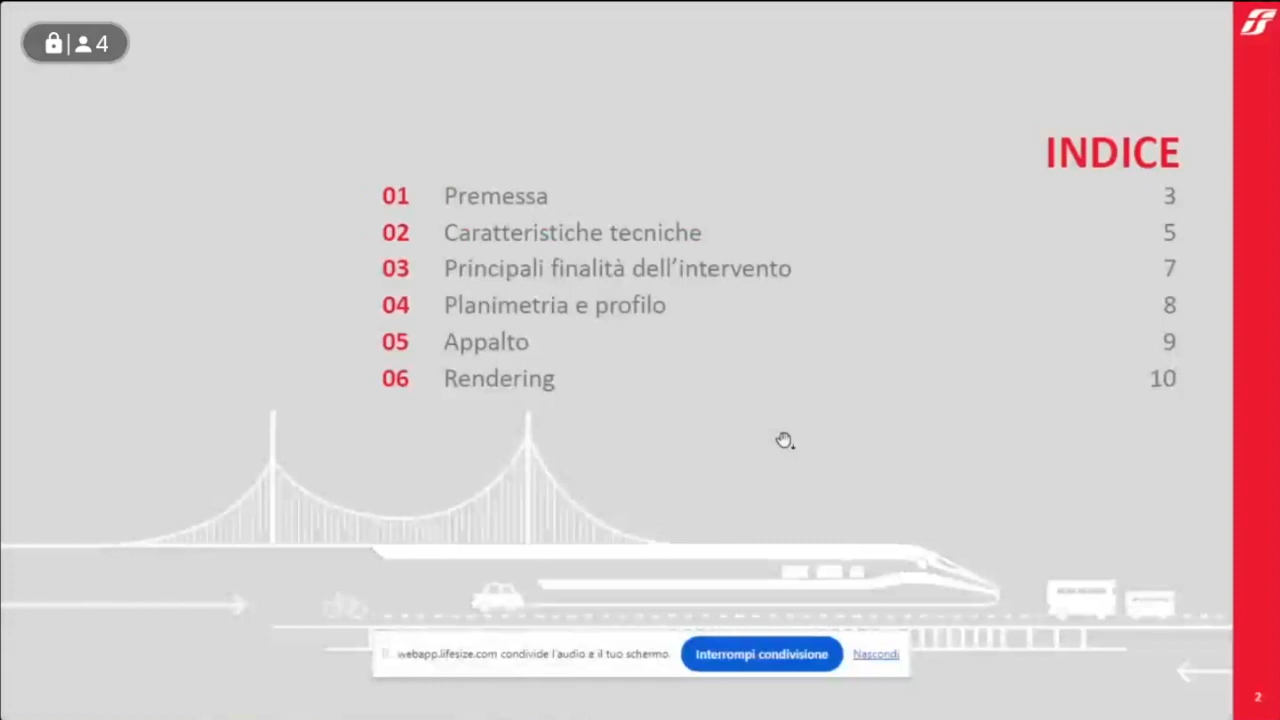 4
INDICE
01 Premessa 3
02 Caratteristiche tecniche 5
03 Principali finalità dell'intervento 7
04 Planimetria e profilo 8
05 Appalto 9
06 Rendering 10
webapp.lifesize.com condivide l'audio e il tuo schermo. Interrompi condivisione Nascondi
2